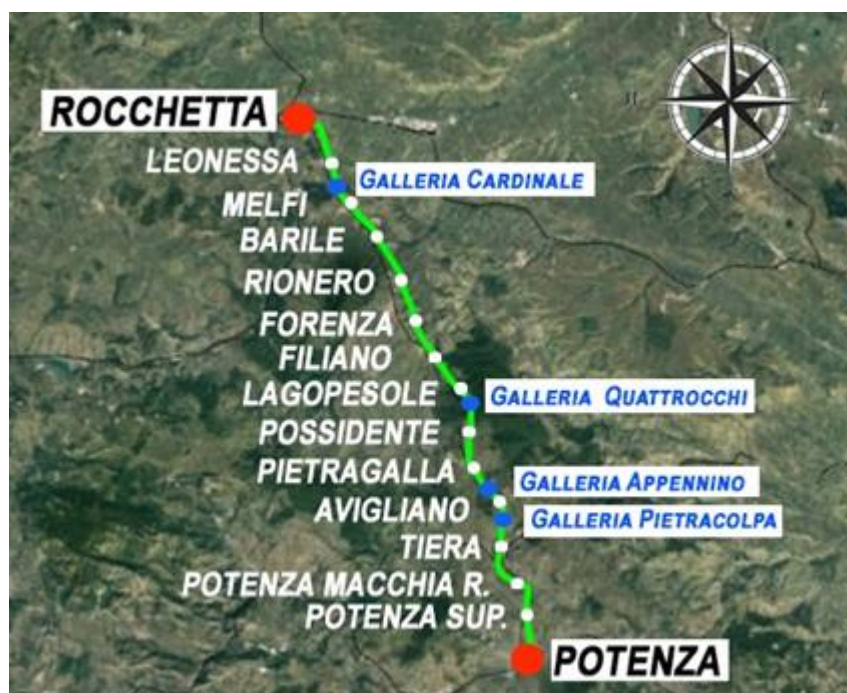 ROCCHETTA
LEONESSA
GALLERIA CARDINALE
MELFI
BARILE
RIONERO
FORENZA
FILIANO
LAGOPESOLE
GALLERIA QUATTROCCHI
POSSIDENTE
PIETRAGALLA
GALLERIA APPENNINO
AVIGLIANO
GALLERIA PIETRACOLPA
TIERA
POTENZA MACCHIA R.
POTENZA SUP.
POTENZA